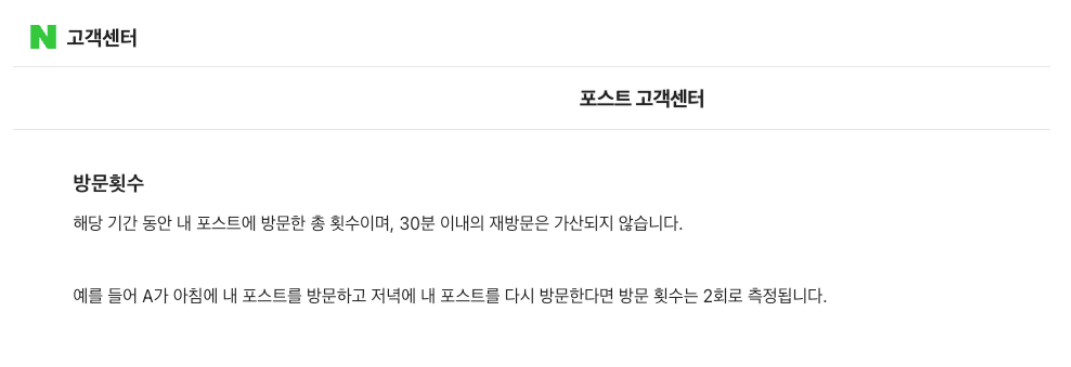 N 고객센터
포스트 고객센터
방문횟수
해당 기간 동안 내 포스트에 방문한 총 횟수이며, 30분 이내의 재방문은 가산되지 않습니다.
예를 들어 A가 아침에 내 포스트를 방문하고 저녁에 내 포스트를 다시 방문한다면 방문 횟수는 2회로 측정됩니다.